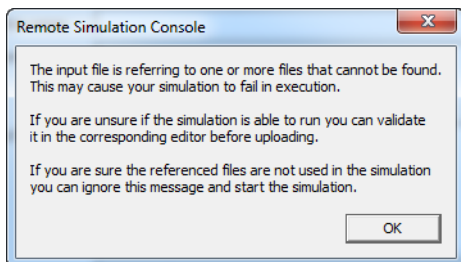 Remote Simulation Console
The input file is referring to one or more files that cannot be found.
This may cause your simulation to fail in execution.
If you are unsure if the simulation is able to run you can validate
it in the corresponding editor before uploading.
If you are sure the referenced files are not used in the simulation
you can ignore this message and start the simulation.
OK